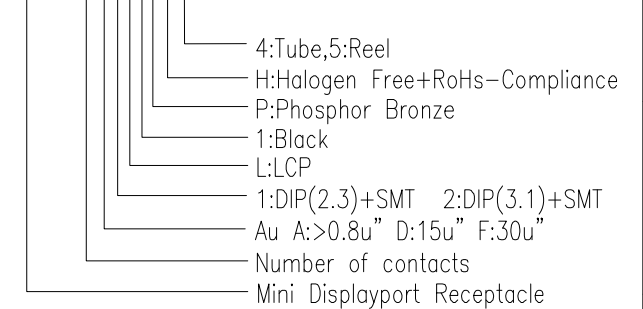 4:Tube,5:Reel
H:Halogen Free+RoHs-Compliance
P:Phosphor Bronze
1:Black
L:LCP
1:DIP(2.3)+SMT 2:DIP(3.1)+SMT
Au A:>0.8u" D:15u" F:30u"
Number of contacts
Mini Displayport Receptacle